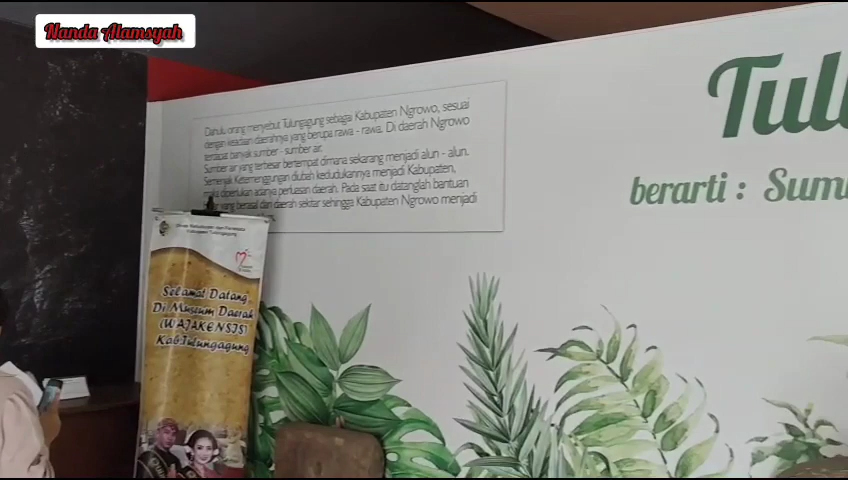 Nanda Alamsyah
Dahulu orang menyebut Tulungagung sebagai Kabupaten Ngrowo, sesuai
dengan keadaan daerahnya yang berupa rawa - rawa. Di daerah Ngrowo
terdapat banyak sumber - sumber air.
Sumber air yang terbesar bertempat dimana sekarang menjadi alun - alun.
Semenjak Ketemenggungan diubah kedudukannya menjadi Kabupaten,
maka diperlukan adanya perluasan daerah. Pada saat itu datanglah bantuan
yang berasal dari daerah sekitar sehingga Kabupaten Ngrowo menjadi
Tulu
berarti : Sum
Kabupaten Tulungagung
Selamat Datang
Di Museum Daerah
(WAJAKENSIS)
Kab.Tulungagung